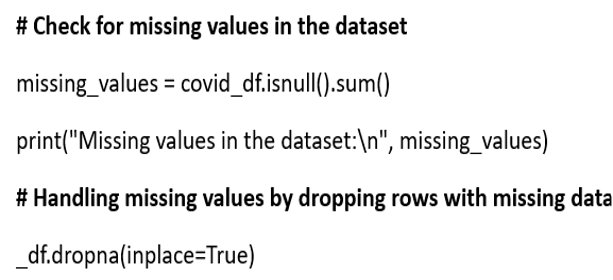 # Check for missing values in the dataset
missing_values = covid_df.isnull().sum()
print("Missing values in the dataset:\n", missing_values)
# Handling missing values by dropping rows with missing data
_df.dropna(inplace=True)